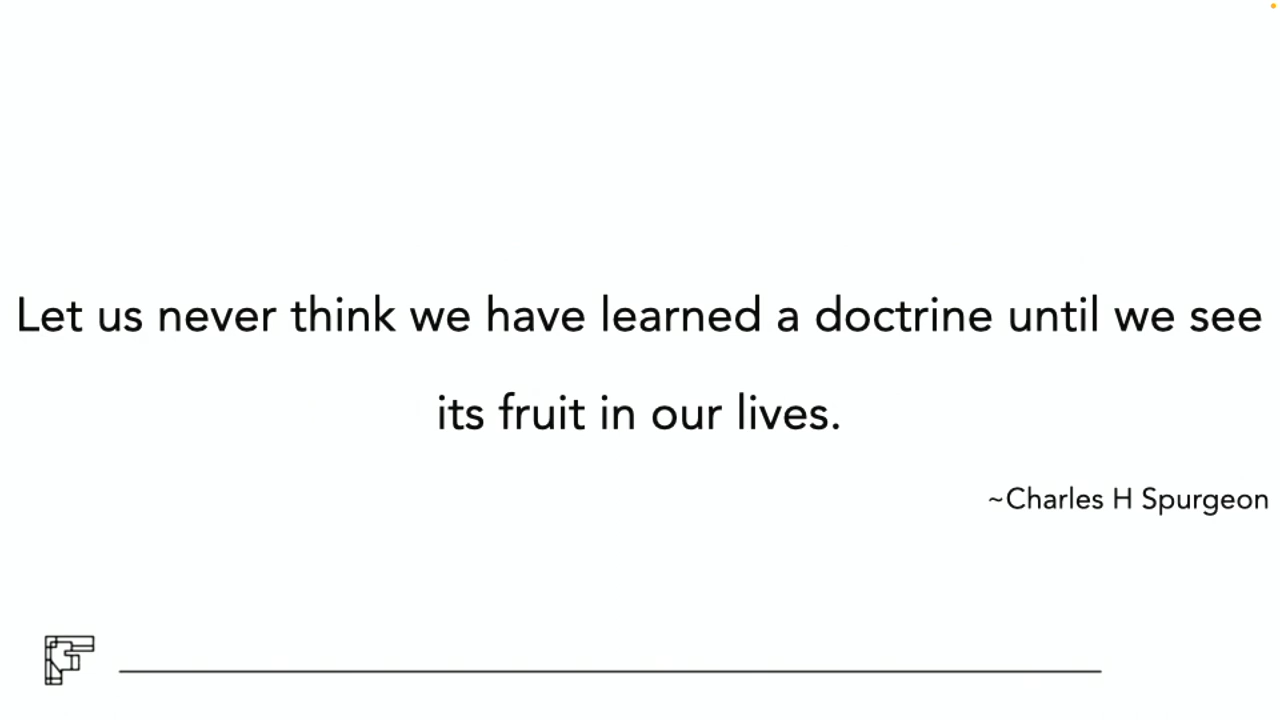 Let us never think we have learned a doctrine until we see
its fruit in our lives.
~Charles H Spurgeon